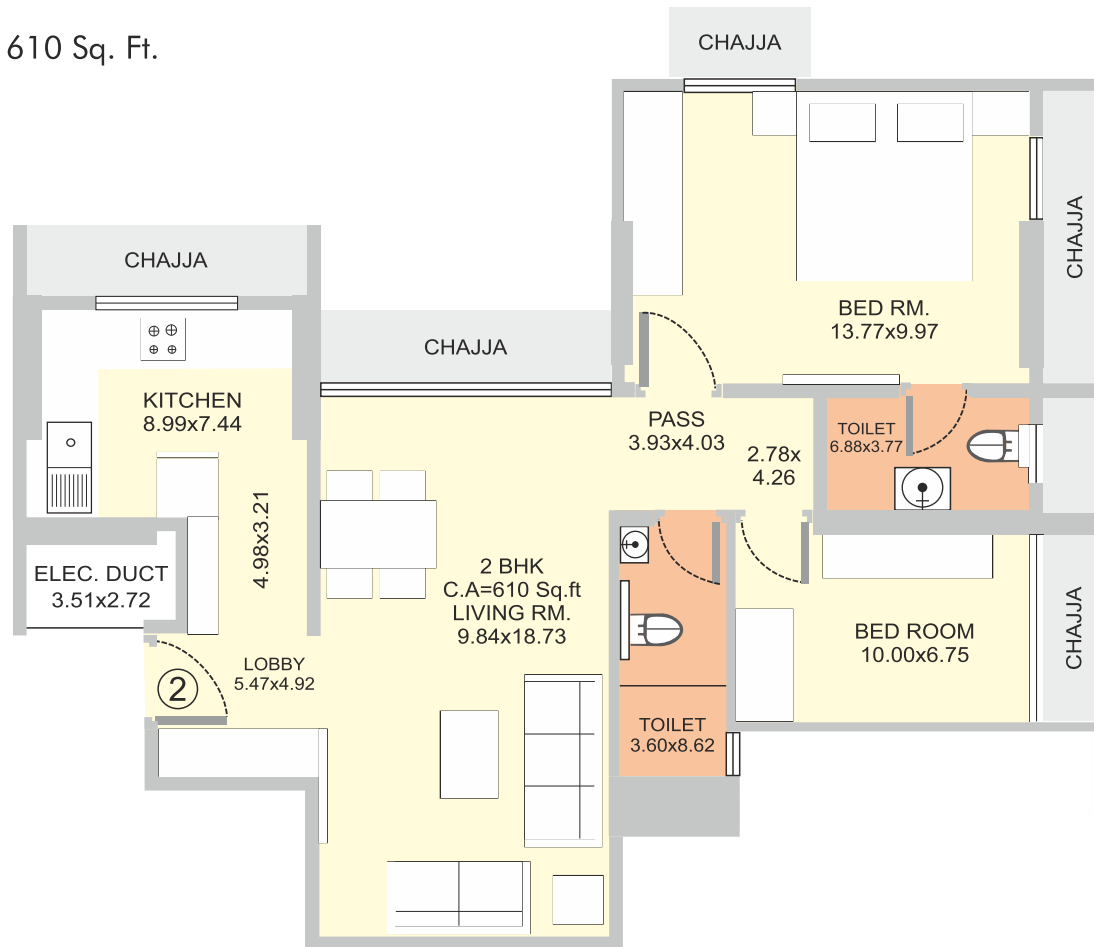 610 Sq. Ft.
CHAJJA
CHAJJA
CHAJJA
CHAJJA
BED RM.
13.77x9.97
KITCHEN
8.99x7.44
PASS
3.93x4.03
2.78x
4.26
TOILET
6.88x3.77
4.98x3.21
ELEC. DUCT
3.51x2.72
2 BHK
C.A=610 Sq.ft
LIVING RM.
9.84x18.73
CHAJJA
BED ROOM
10.00x6.75
LOBBY
5.47x4.92
2
TOILET
3.60x8.62